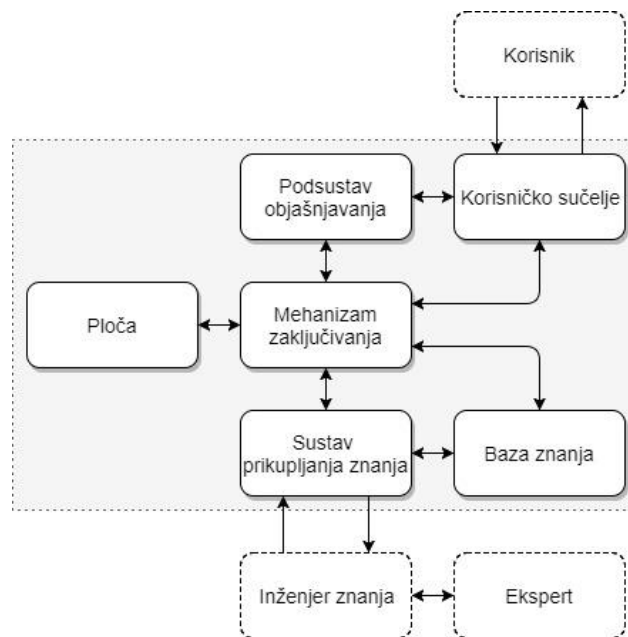 Korisnik
Podsustav
objašnjavanja
Korisničko sučelje
Ploča
Mehanizam
zaključivanja
Sustav
prikupljanja znanja
Baza znanja
Inženjer znanja
Ekspert